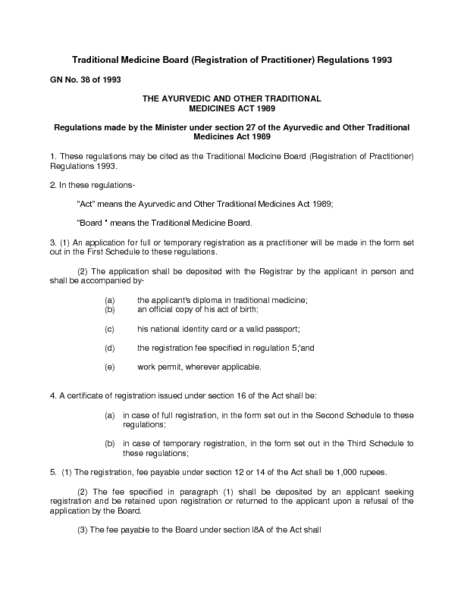 Traditional Medicine Board (Registration of Practitioner) Regulations 1993
GN No. 38 of 1993
THE AYURVEDIC AND OTHER TRADITIONAL
MEDICINES ACT 1989
Regulations made by the Minister under section 27 of the Ayurvedic and Other Traditional
Medicines Act 1989
1. These regulations may be cited as the Traditional Medicine Board (Registration of Practitioner)
Regulations 1993.
2. In these regulations-
"Act" means the Ayurvedic and Other Traditional Medicines Act 1989;
"Board " means the Traditional Medicine Board.
3. (1) An application for full or temporary registration as a practitioner will be made in the form set
out in the First Schedule to these regulations.
(2) The application shall be deposited with the Registrar by the applicant in person and
shall be accompanied by-
(a) the applicant's diploma in traditional medicine;
(b) an official copy of his act of birth;
(c) his national identity card or a valid passport;
(d) the registration fee specified in regulation 5;'and
(e) work permit, wherever applicable.
4. A certificate of registration issued under section 16 of the Act shall be:
(a) in case of full registration, in the form set out in the Second Schedule to these
regulations;
(b) in case of temporary registration, in the form set out in the Third Schedule to
these regulations;
5. (1) The registration, fee payable under section 12 or 14 of the Act shall be 1,000 rupees.
(2) The fee specified in paragraph (1) shall be deposited by an applicant seeking
registration and be retained upon registration or returned to the applicant upon a refusal of the
application by the Board.
(3) The fee payable to the Board under section l8A of the Act shall